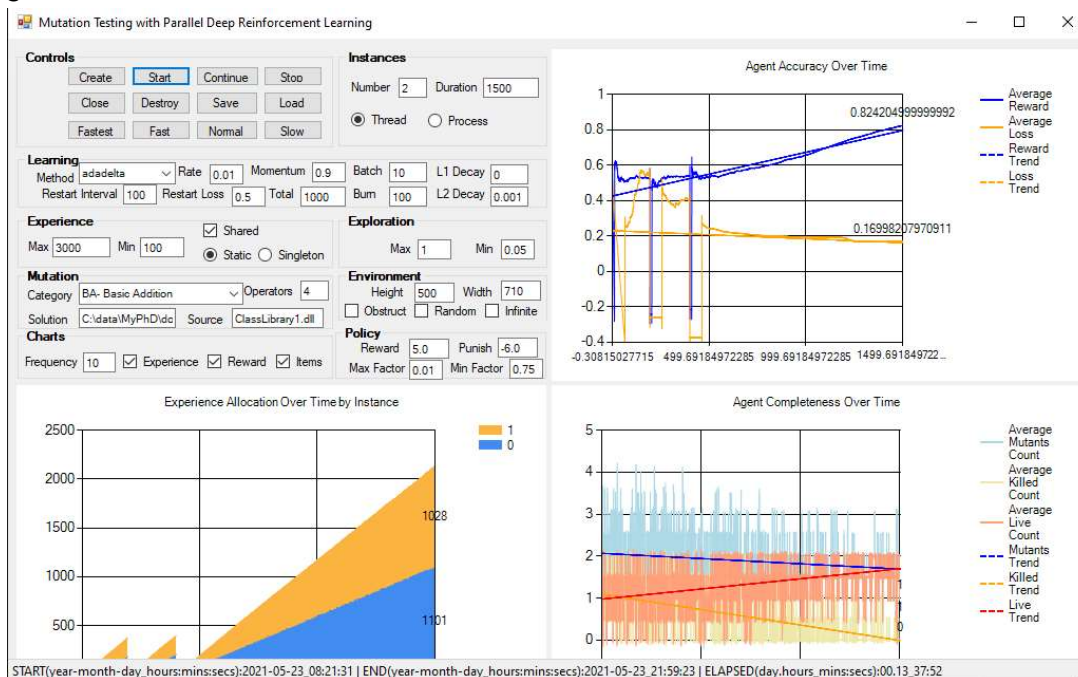 Mutation Testing with Parallel Deep Reinforcement Learning
Controls
Create Start Continue Stop
Close Destroy Save Load
Fastest Fast Normal Slow
Instances
Number 2 Duration 1500
Thread Process
Learning
Method adadelta Rate 0.01 Momentum 0.9 Batch 10 L1 Decay 0
Restart Interval 100 Restart Loss 0.5 Total 1000 Burn 100 L2 Decay 0.001
Experience
Shared
Max 3000 Min 100 Static Singleton
Exploration
Max 1 Min 0.05
Mutation
Category BA- Basic Addition Operators 4
Solution C:\data\MyPhD\dc Source ClassLibrary1.dll
Environment
Height 500 Width 710
Obstruct Random Infinite
Charts
Frequency 10 Experience Reward Items
Policy
Reward 5.0 Punish -6.0
Max Factor 0.01 Min Factor 0.75
Agent Accuracy Over Time
1
0.8
0.6
0.4
0.2
0
-0.2
-0.4
0.824204999999992
0.16998207970911
-0.30815027715 499.691849722285 999.691849722285 1499.69184972...
Average
Reward
Average
Loss
Reward
Trend
Loss
Trend
Experience Allocation Over Time by Instance
2500
2000
1500
1000
500
1028
1101
1
0
Agent Completeness Over Time
5
4
3
2
1
0
1
1
0
Average
Mutants
Count
Average
Killed
Count
Average
Live
Count
Mutants
Trend
Killed
Trend
Live
Trend
START(year-month-day_hours:mins:secs):2021-05-23_08:21:31 | END(year-month-day_hours:mins:secs):2021-05-23_21:59:23 | ELAPSED(day.hours_mins:secs):00.13_37:52